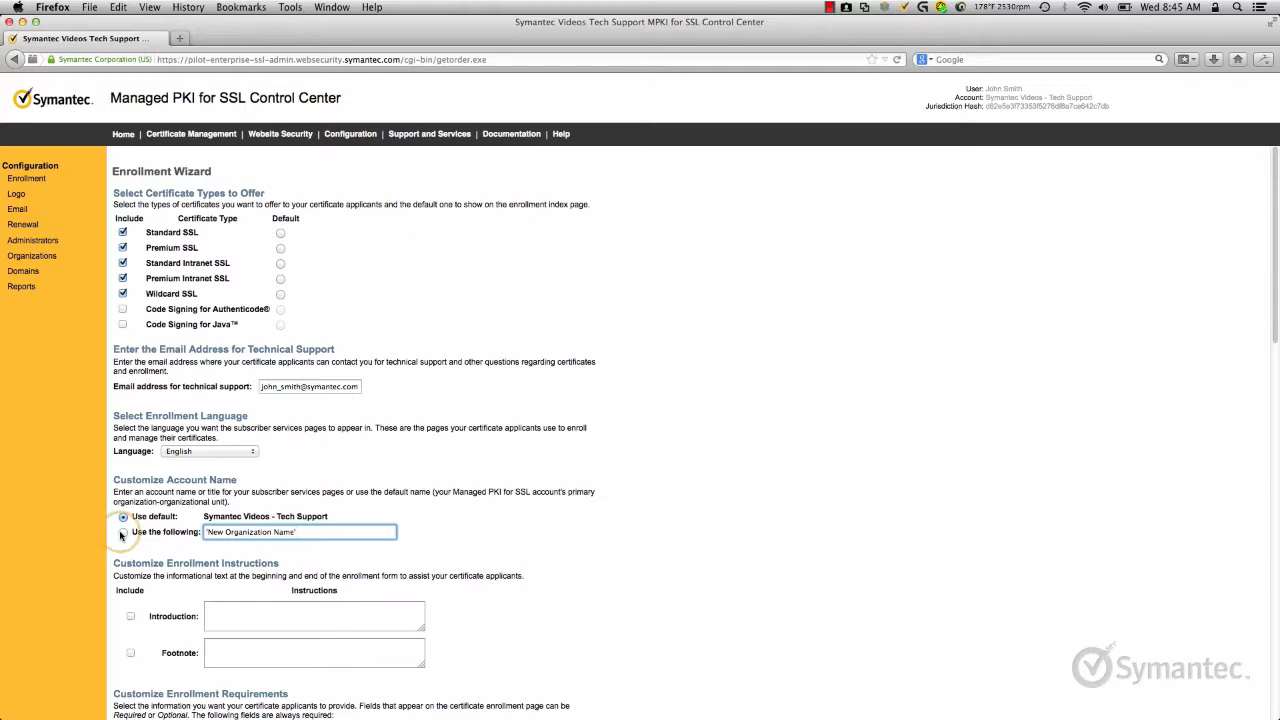 Firefox File Edit View History Bookmarks Tools Window Help 178°F 2530rpm Wed 8:45 AM
Symantec Videos Tech Support MPKI for SSL Control Center
Symantec Videos Tech Support ...
Symantec Corporation (US) https://pilot-enterprise-ssl-admin.websecurity.symantec.com/cgi-bin/getorder.exe Google
Symantec. Managed PKI for SSL Control Center
User: John Smith
Account: Symantec Videos - Tech Support
Jurisdiction Hash:
Home | Certificate Management | Website Security | Configuration | Support and Services | Documentation | Help
Configuration
Enrollment
Logo
Email
Renewal
Administrators
Organizations
Domains
Reports
Enrollment Wizard
Select Certificate Types to Offer
Select the types of certificates you want to offer to your certificate applicants and the default one to show on the enrollment index page.
Include Certificate Type Default
Standard SSL
Premium SSL
Standard Intranet SSL
Premium Intranet SSL
Wildcard SSL
Code Signing for Authenticode®
Code Signing for Java™
Enter the Email Address for Technical Support
Enter the email address where your certificate applicants can contact you for technical support and other questions regarding certificates
and enrollment.
Email address for technical support: john_smith@symantec.com
Select Enrollment Language
Select the language you want the subscriber services pages to appear in. These are the pages your certificate applicants use to enroll
and manage their certificates.
Language: English
Customize Account Name
Enter an account name or title for your subscriber services pages or use the default name (your Managed PKI for SSL account's primary
organization-organizational unit).
Use default: Symantec Videos - Tech Support
Use the following: 'New Organization Name'
Customize Enrollment Instructions
Customize the informational text at the beginning and end of the enrollment form to assist your certificate applicants.
Include Instructions
Introduction:
Footnote:
Symantec.
Customize Enrollment Requirements
Select the information you want your certificate applicants to provide. Fields that appear on the certificate enrollment page can be
Required or Optional. The following fields are always required: